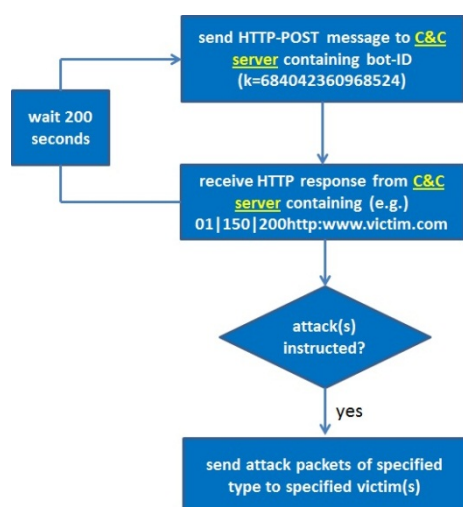 send HTTP-POST message to C&C
server containing bot-ID
(k=684042360968524)
wait 200
seconds
receive HTTP response from C&C
server containing (e.g.)
01|150|200http:www.victim.com
attack(s)
instructed?
yes
send attack packets of specified
type to specified victim(s)